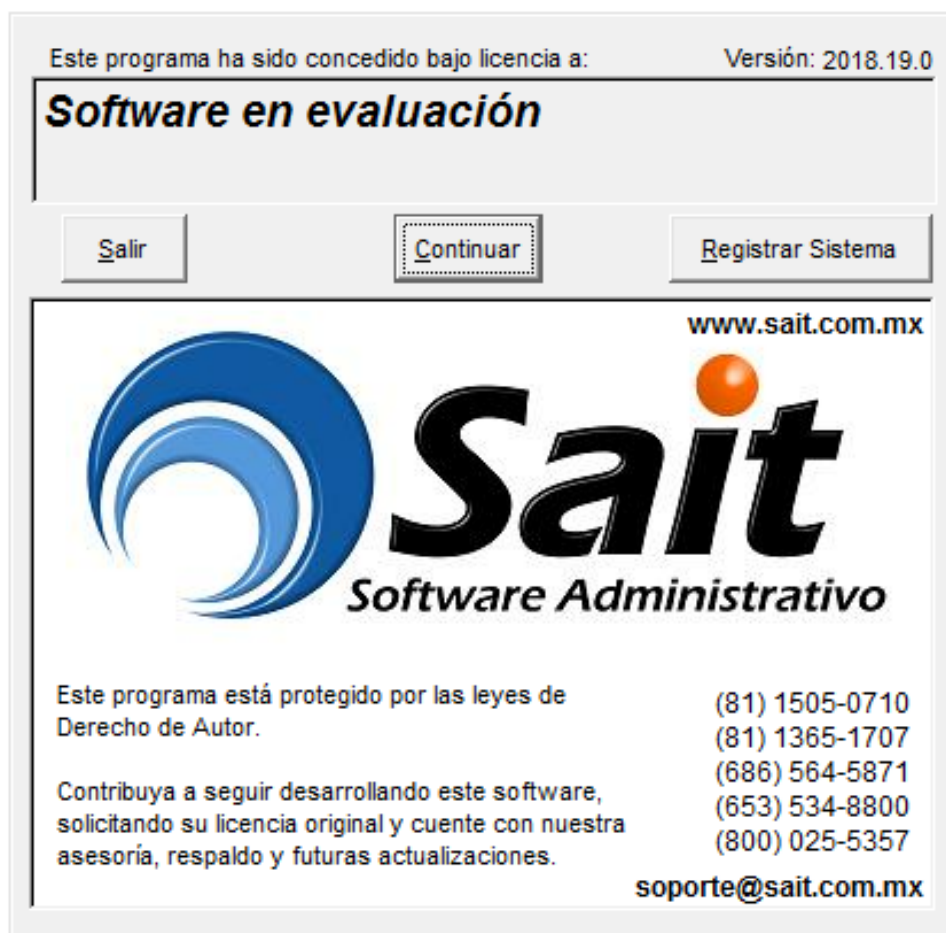 Este programa ha sido concedido bajo licencia a:
Versión: 2018.19.0
Software en evaluación
Salir
Continuar
Registrar Sistema
www.sait.com.mx
Sait
Software Administrativo
Este programa está protegido por las leyes de
Derecho de Autor.
Contribuya a seguir desarrollando este software,
solicitando su licencia original y cuente con nuestra
asesoría, respaldo y futuras actualizaciones.
(81) 1505-0710
(81) 1365-1707
(686) 564-5871
(653) 534-8800
(800) 025-5357
soporte@sait.com.mx